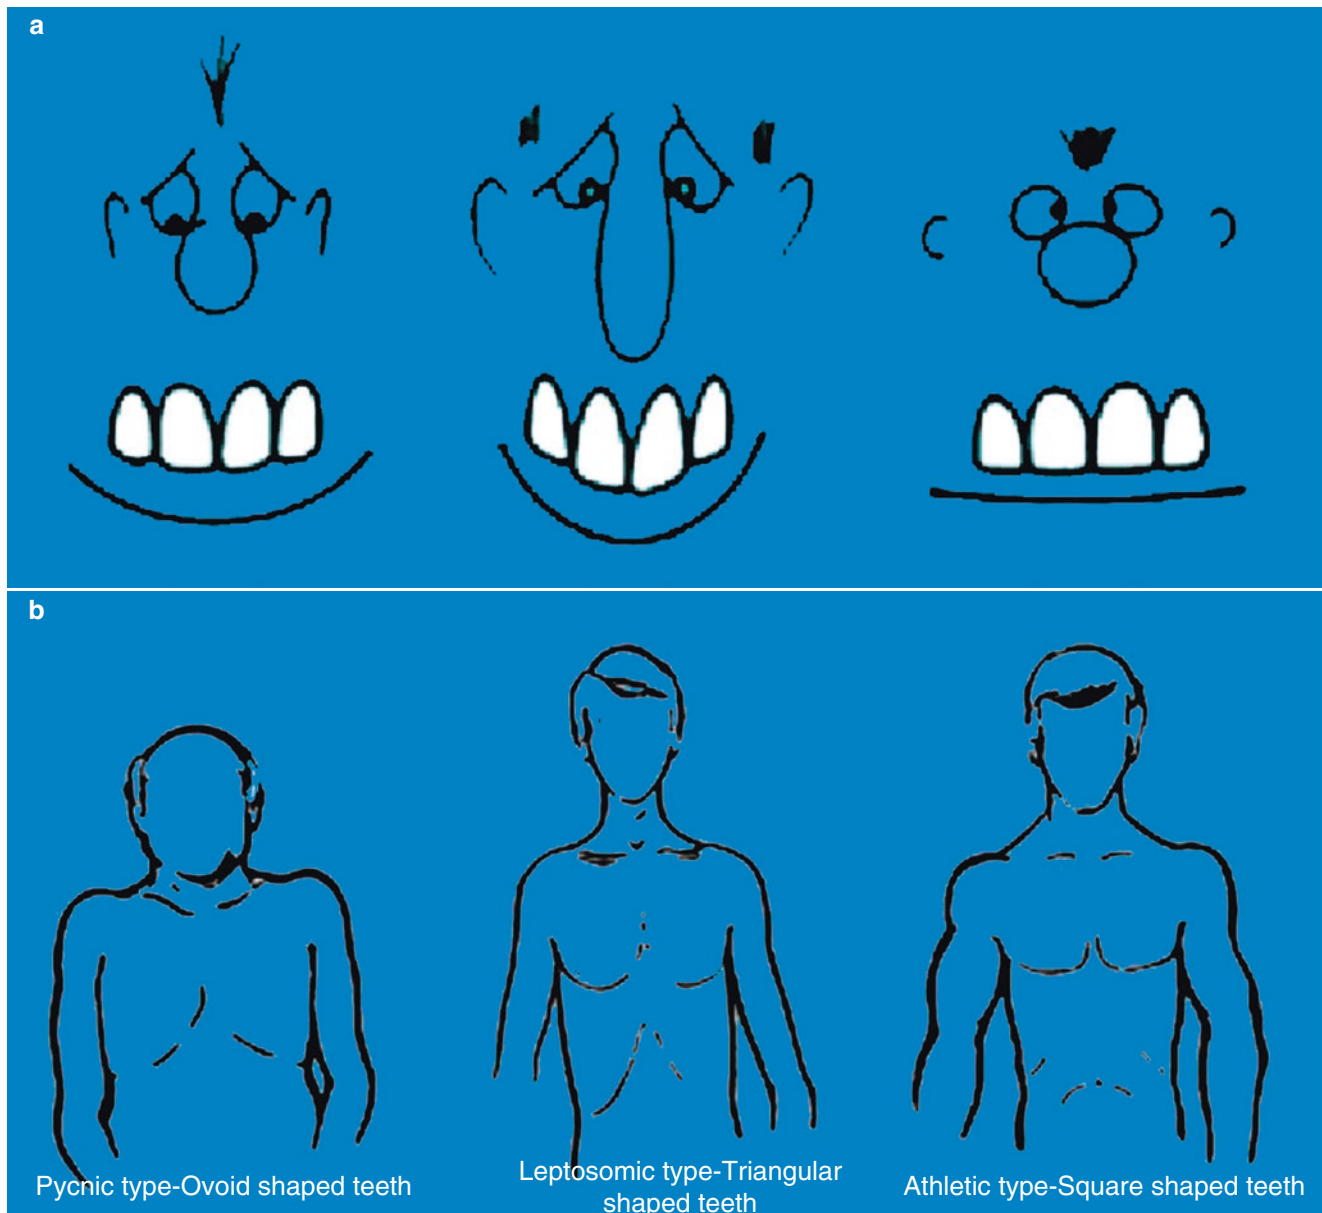 a
b
Pycnic type-Ovoid shaped teeth
Leptosomic type-Triangular
shaped teeth
Athletic type-Square shaped teeth